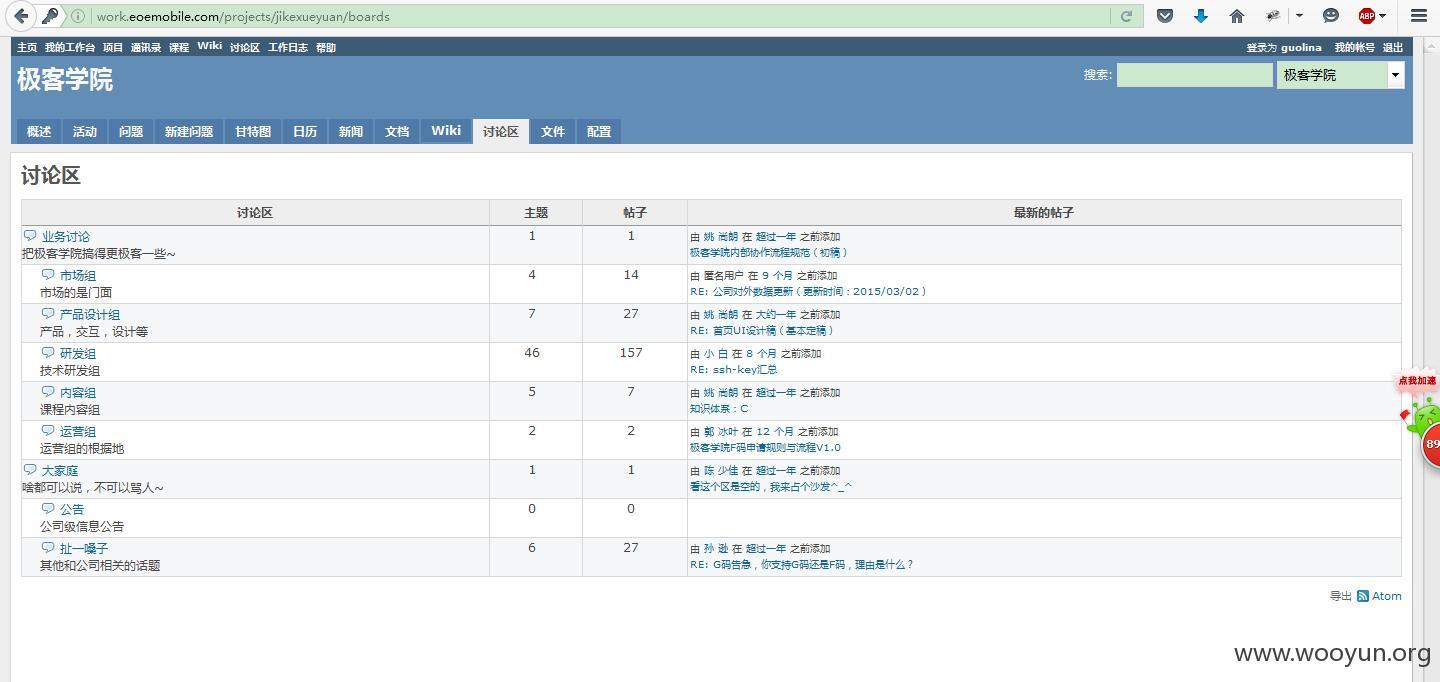 work.eoemobile.com/projects/jikexueyuan/boards
ABP
主页 我的工作台 项目 通讯录 课程 Wiki 讨论区 工作日志 帮助
登录为 guolina 我的帐号 退出
极客学院
搜索:
极客学院
概述 活动 问题 新建问题 甘特图 日历 新闻 文档 Wiki 讨论区 文件 配置
讨论区
讨论区 主题 帖子 最新的帖子
业务讨论 1 1 由 姚 尚朗 在 超过一年 之前添加
把极客学院搞得更极客一些~ 极客学院内部协作流程规范（初稿）
市场组 4 14 由 匿名用户 在 9 个月 之前添加
市场的是门面 RE: 公司对外数据更新（更新时间：2015/03/02）
产品设计组 7 27 由 姚 尚朗 在 大约一年 之前添加
产品，交互，设计等 RE: 首页UI设计稿（基本定稿）
研发组 46 157 由 小 白 在 8 个月 之前添加
技术研发组 RE: ssh-key汇总
内容组 5 7 由 姚 尚朗 在 超过一年 之前添加
课程内容组 知识体系：C
运营组 2 2 由 郭 冰叶 在 12 个月 之前添加
运营组的根据地 极客学院F码申请规则与流程V1.0
大家庭 1 1 由 陈 少佳 在 超过一年 之前添加
啥都可以说，不可以骂人~ 看这个区是空的，我来占个沙发^_^
公告 0 0
公司级信息公告
扯一嗓子 6 27 由 孙 逊 在 超过一年 之前添加
其他和公司相关的话题 RE: G码告急，你支持G码还是F码，理由是什么？
导出 Atom
点我加速
89
www.wooyun.org